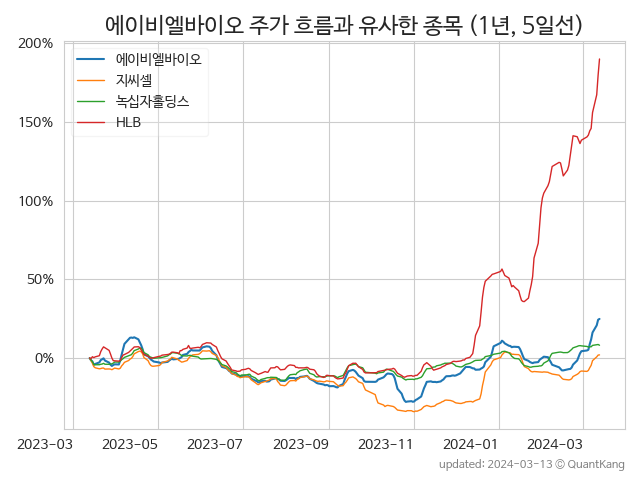 에이비엘바이오 주가 흐름과 유사한 종목 (1년, 5일선)
200%
150%
100%
50%
0%
에이비엘바이오
지씨셀
녹십자홀딩스
HLB
2023-03 2023-05 2023-07 2023-09 2023-11 2024-01 2024-03
updated: 2024-03-13 © QuantKang